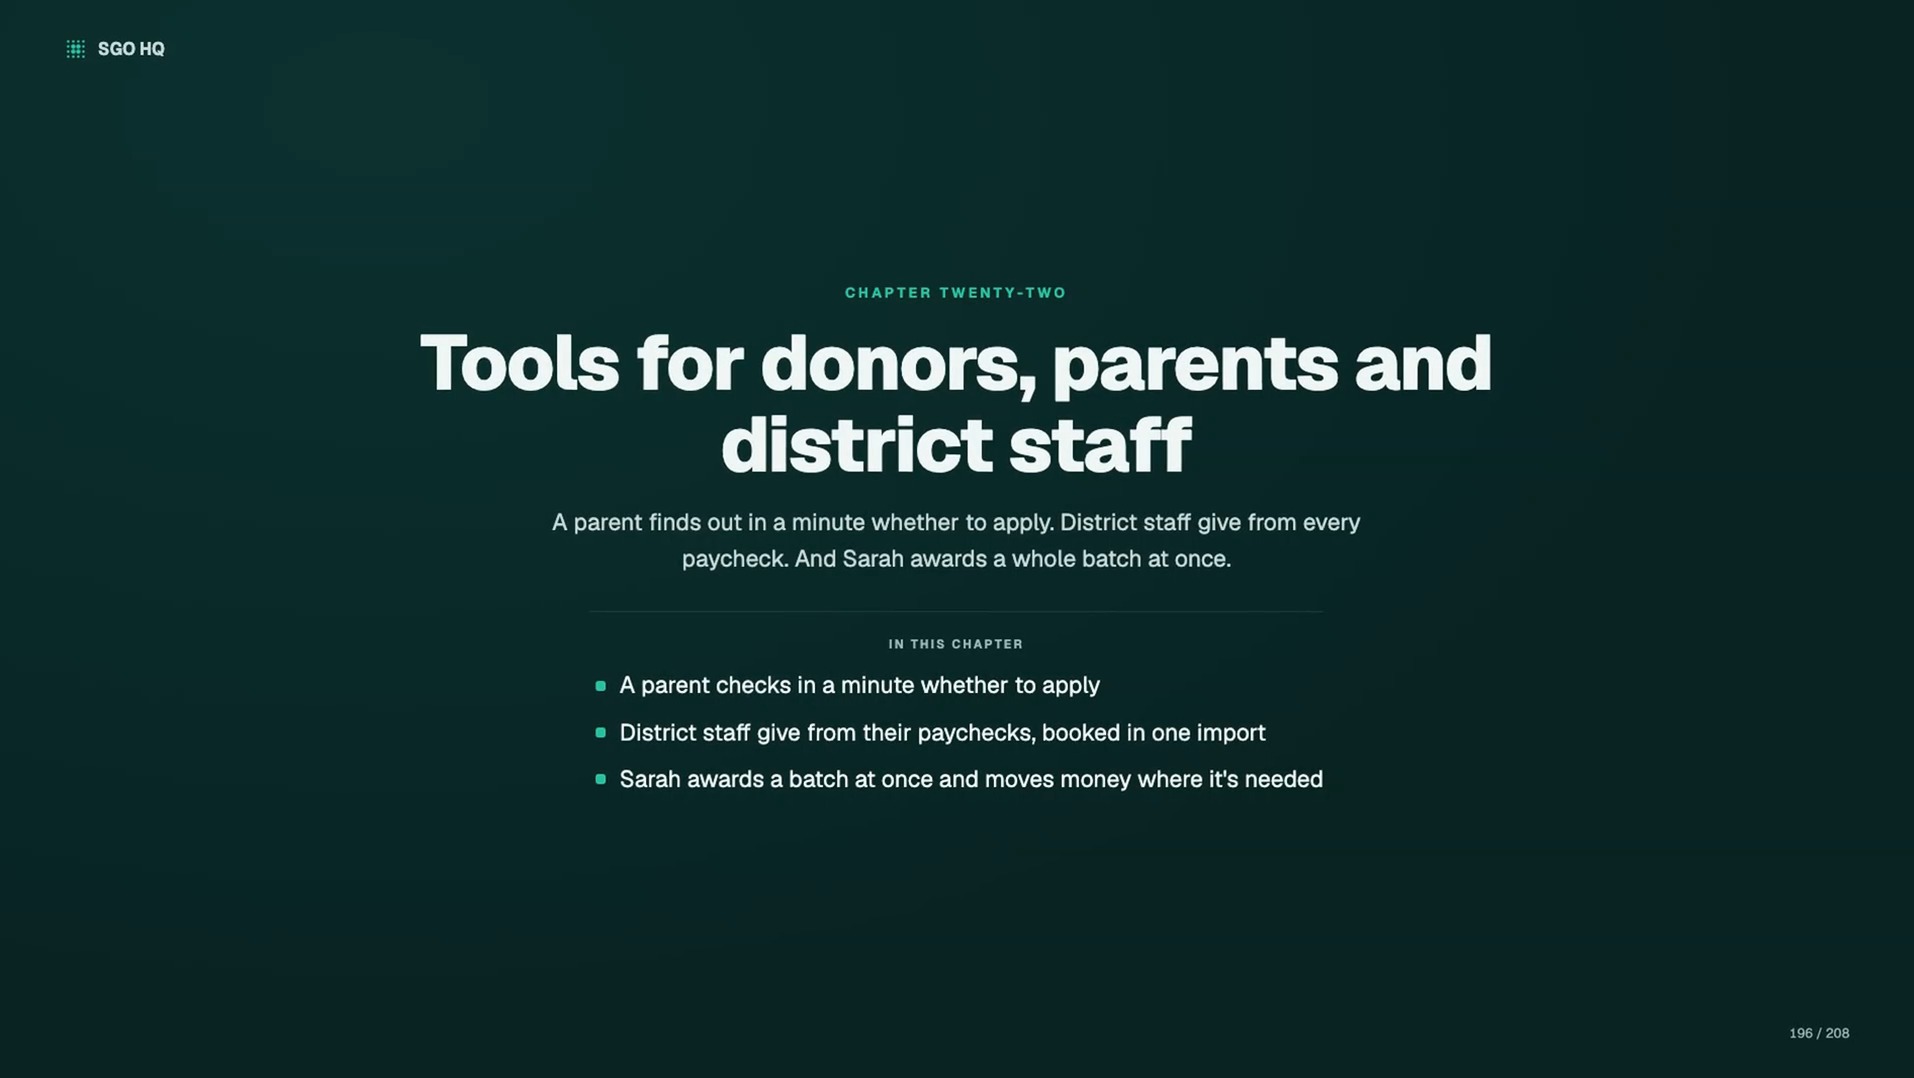 SGO HQ
CHAPTER TWENTY-TWO
Tools for donors, parents and
district staff
A parent finds out in a minute whether to apply. District staff give from every
paycheck. And Sarah awards a whole batch at once.
IN THIS CHAPTER
A parent checks in a minute whether to apply
District staff give from their paychecks, booked in one import
Sarah awards a batch at once and moves money where it's needed
196 / 208